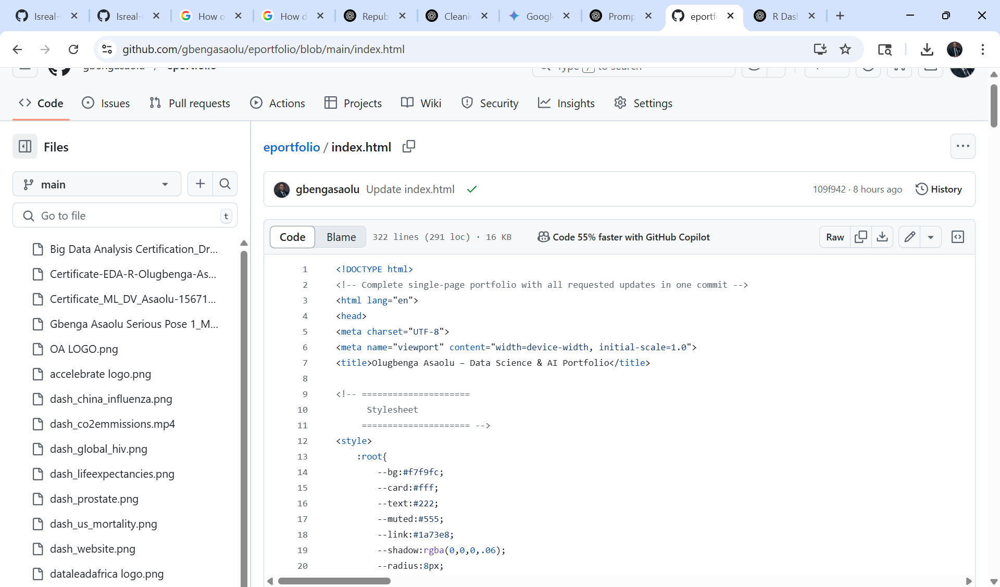 Isreal-
Isreal-
How o
How d
Repub
Cleani
Google
Promp
eportf
R Das
github.com/gbengasaolu/eportfolio/blob/main/index.html
gbengasaolu / eportfolio
Type / to search
Code
Issues
Pull requests
Actions
Projects
Wiki
Security
Insights
Settings
Files
main
Go to file
t
Big Data Analysis Certification_Dr...
Certificate-EDA-R-Olugbenga-As...
Certificate_ML_DV_Asaolu-15671...
Gbenga Asaolu Serious Pose 1_M...
OA LOGO.png
accelebrate logo.png
dash_china_influenza.png
dash_co2emmissions.mp4
dash_global_hiv.png
dash_lifeexpectancies.png
dash_prostate.png
dash_us_mortality.png
dash_website.png
dataleadafrica logo.png
eportfolio / index.html
gbengasaolu Update index.html
109f942 · 8 hours ago
History
Code
Blame
322 lines (291 loc) · 16 KB
Code 55% faster with GitHub Copilot
Raw
1 <!DOCTYPE html>
2 <!-- Complete single-page portfolio with all requested updates in one commit -->
3 <html lang="en">
4 <head>
5 <meta charset="UTF-8">
6 <meta name="viewport" content="width=device-width, initial-scale=1.0">
7 <title>Olugbenga Asaolu – Data Science & AI Portfolio</title>
8
9 <!-- =====================
10 Stylesheet
11 ===================== -->
12 <style>
13 :root{
14 --bg:#f7f9fc;
15 --card:#fff;
16 --text:#222;
17 --muted:#555;
18 --link:#1a73e8;
19 --shadow:rgba(0,0,0,.06);
20 --radius:8px;